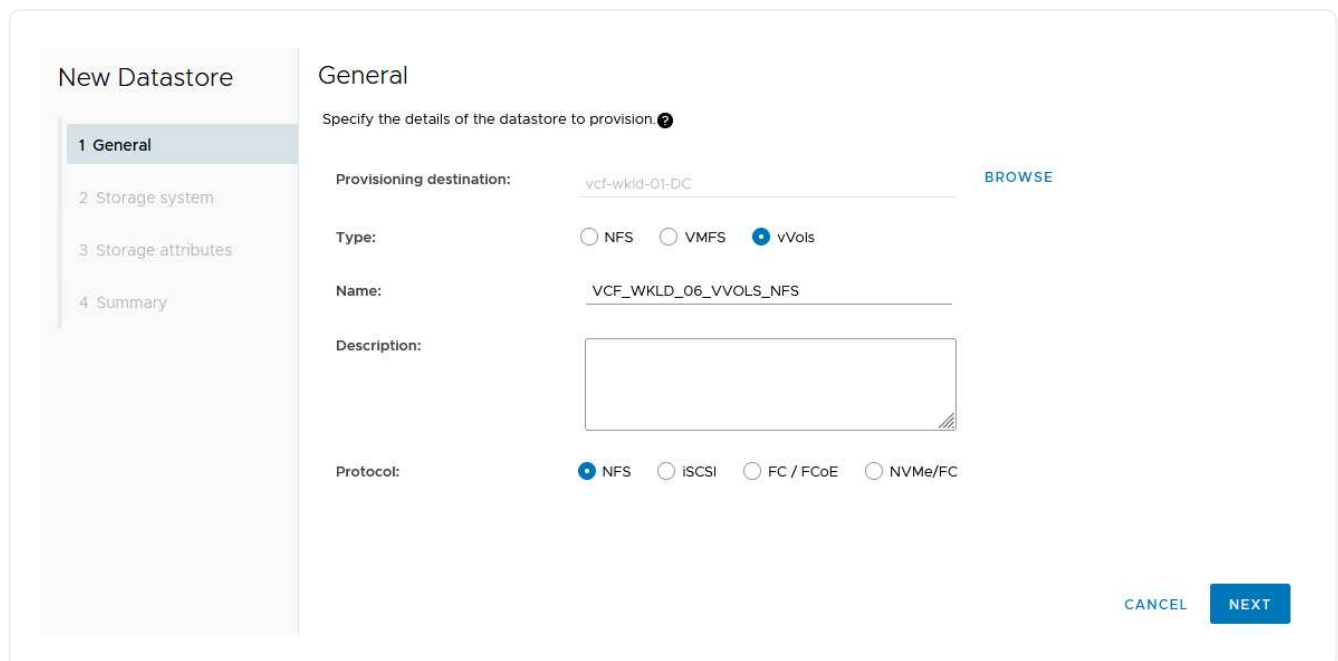 New Datastore
1 General
2 Storage system
3 Storage attributes
4 Summary
General
Specify the details of the datastore to provision.?
Provisioning destination: vcf-wkld-01-DC BROWSE
Type: NFS VMFS vVols
Name: VCF_WKLD_06_VVOLS_NFS
Description:
Protocol: NFS iSCSI FC / FCoE NVMe/FC
CANCEL NEXT